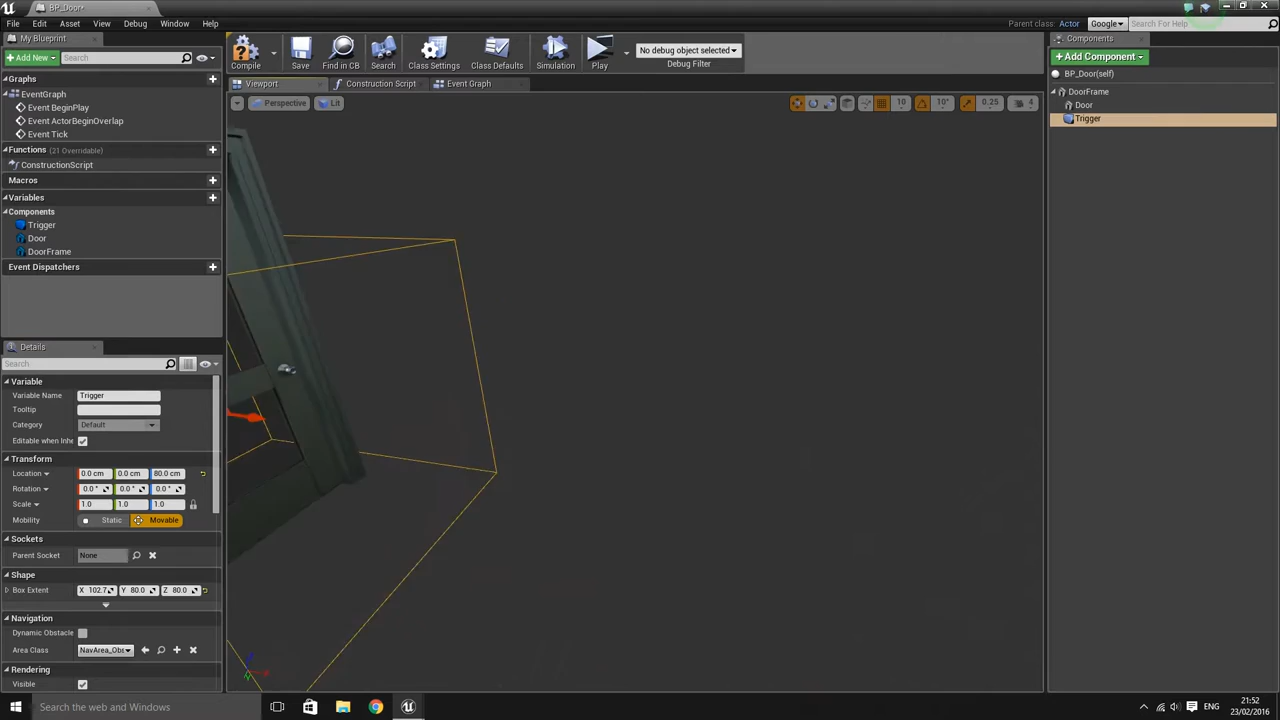 BP_Door*
File Edit Asset View Debug Window Help
Parent class: Actor Google Search For Help
My Blueprint
Add New Search
Graphs
EventGraph
Event BeginPlay
Event ActorBeginOverlap
Event Tick
Functions (21 Overridable)
ConstructionScript
Macros
Variables
Components
Trigger
Door
DoorFrame
Event Dispatchers
Compile Save Find in CB Search Class Settings Class Defaults Simulation Play
No debug object selected
Debug Filter
Viewport Construction Script Event Graph
Perspective Lit 10 10° 0.25 4
Components
Add Component
BP_Door(self)
DoorFrame
Door
Trigger
Details
Search
Variable
Variable Name Trigger
Tooltip
Category Default
Editable when Inhe
Transform
Location 0.0 cm 0.0 cm 80.0 cm
Rotation 0.0 ° 0.0 ° 0.0 °
Scale 1.0 1.0 1.0
Mobility Static Movable
Sockets
Parent Socket None
Shape
Box Extent X 102.7 Y 80.0 Z 80.0
Navigation
Dynamic Obstacle
Area Class NavArea_Obs
Rendering
Visible
Search the web and Windows
ENG
21:52
23/02/2016